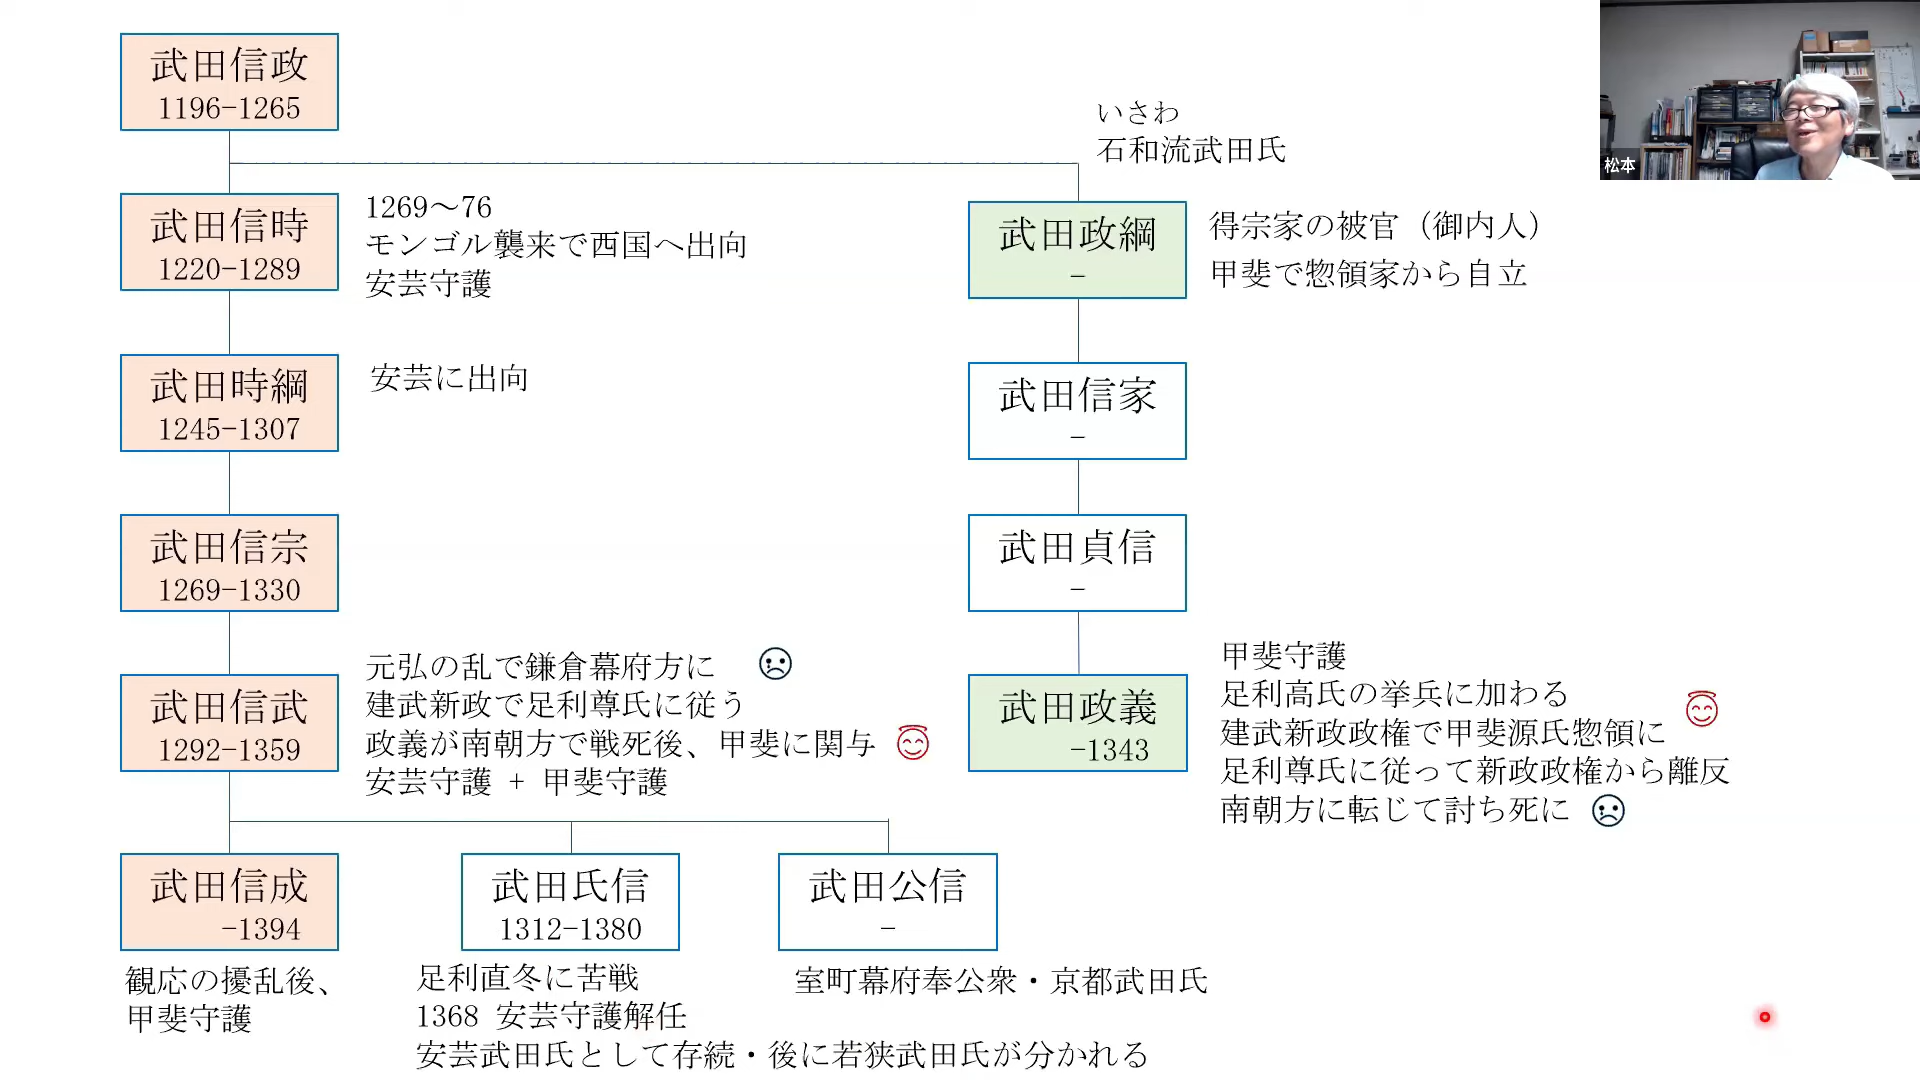 武田信政
1196-1265
いさわ
石和流武田氏
松本
武田信時
1220-1289
1269～76
モンゴル襲来で西国へ出向
安芸守護
武田政綱
-
得宗家の被官（御内人）
甲斐で惣領家から自立
武田時綱
1245-1307
安芸に出向
武田信家
-
武田信宗
1269-1330
武田貞信
-
武田信武
1292-1359
元弘の乱で鎌倉幕府方に
建武新政で足利尊氏に従う
政義が南朝方で戦死後、甲斐に関与
安芸守護 + 甲斐守護
武田政義
-1343
甲斐守護
足利高氏の挙兵に加わる
建武新政政権で甲斐源氏惣領に
足利尊氏に従って新政政権から離反
南朝方に転じて討ち死に
武田信成
-1394
観応の擾乱後、
甲斐守護
武田氏信
1312-1380
足利直冬に苦戦
1368 安芸守護解任
安芸武田氏として存続・後に若狭武田氏が分かれる
武田公信
-
室町幕府奉公衆・京都武田氏